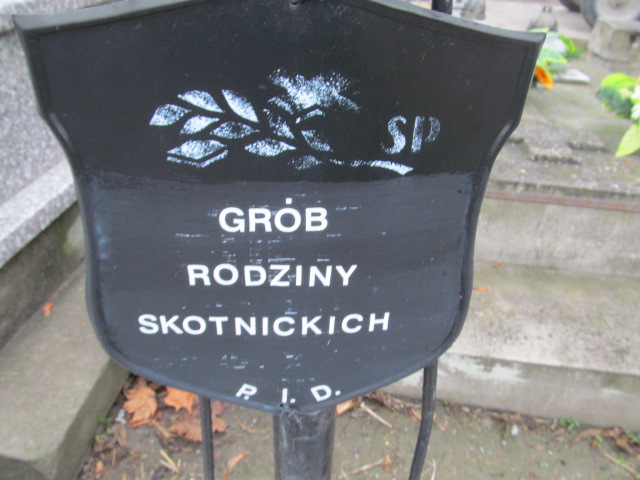 SP
GRÓB
RODZINY
SKOTNICKICH
P. I. D.